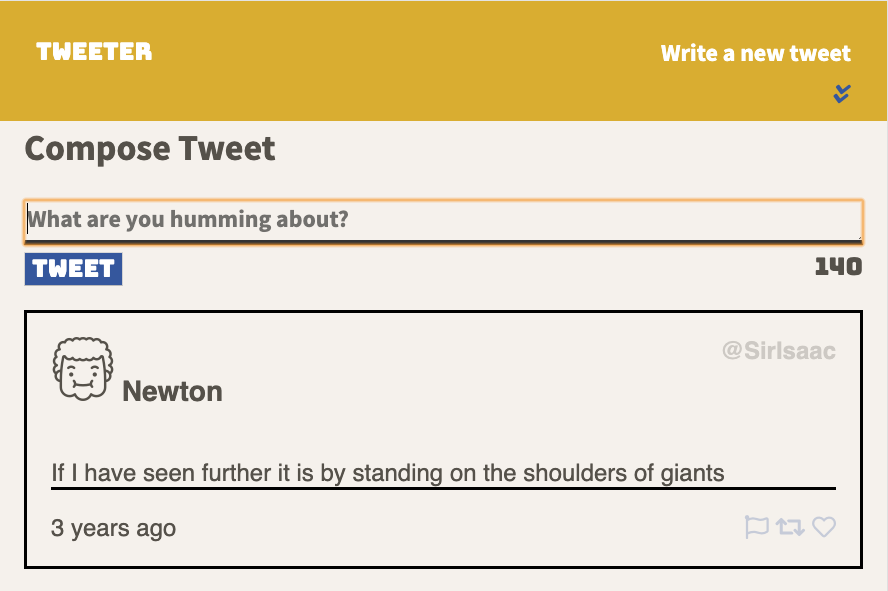 TWEETER
Write a new tweet
Compose Tweet
What are you humming about?
TWEET
140
@SirIsaac
Newton
If I have seen further it is by standing on the shoulders of giants
3 years ago